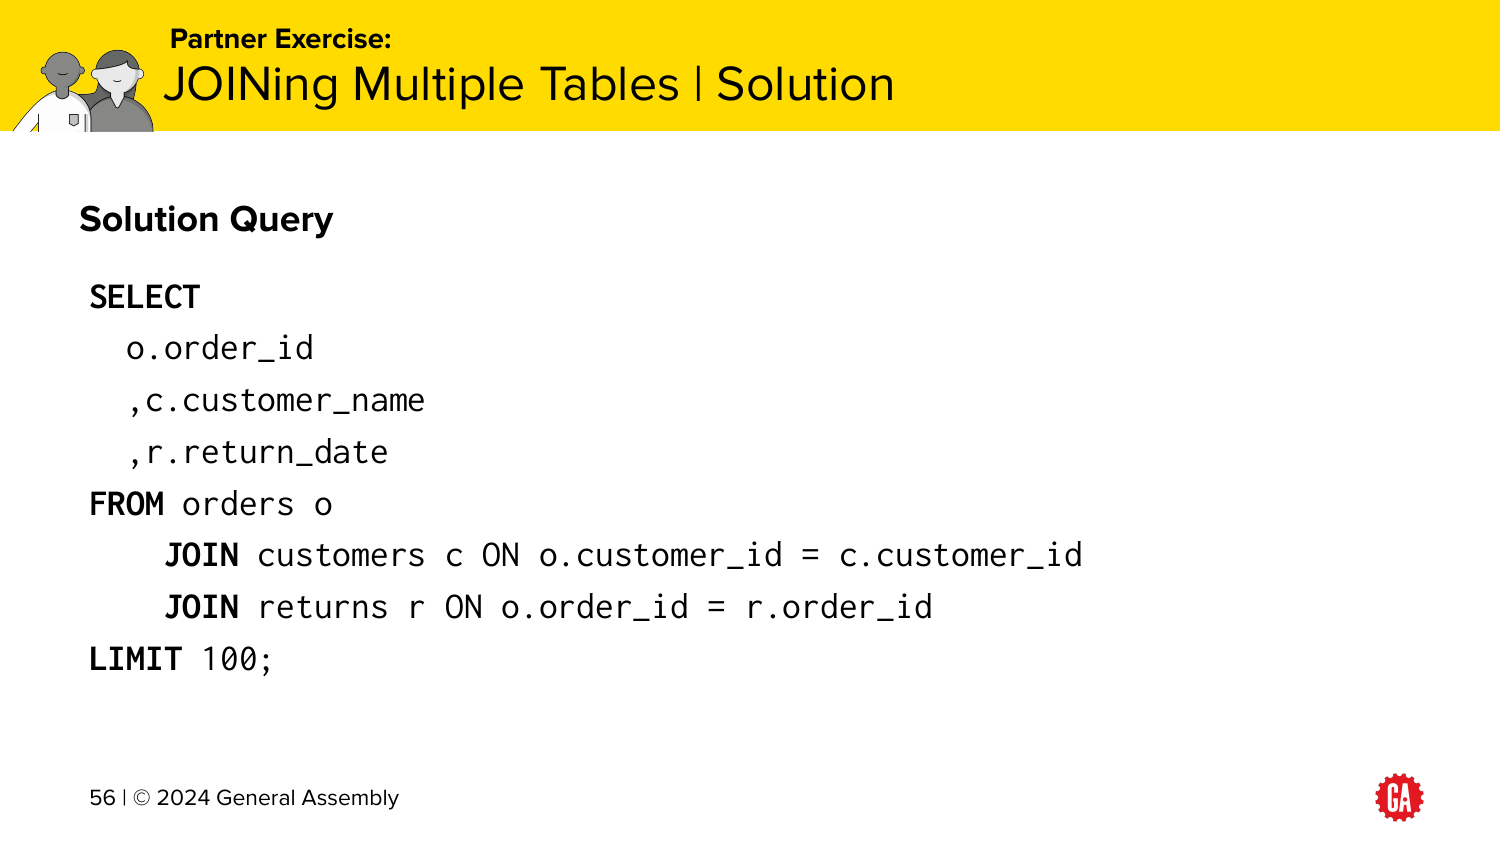 Partner Exercise:
JOINing Multiple Tables | Solution
Solution Query
SELECT
  o.order_id
  ,c.customer_name
  ,r.return_date
FROM orders o
    JOIN customers c ON o.customer_id = c.customer_id
    JOIN returns r ON o.order_id = r.order_id
LIMIT 100;
56 | © 2024 General Assembly
GA